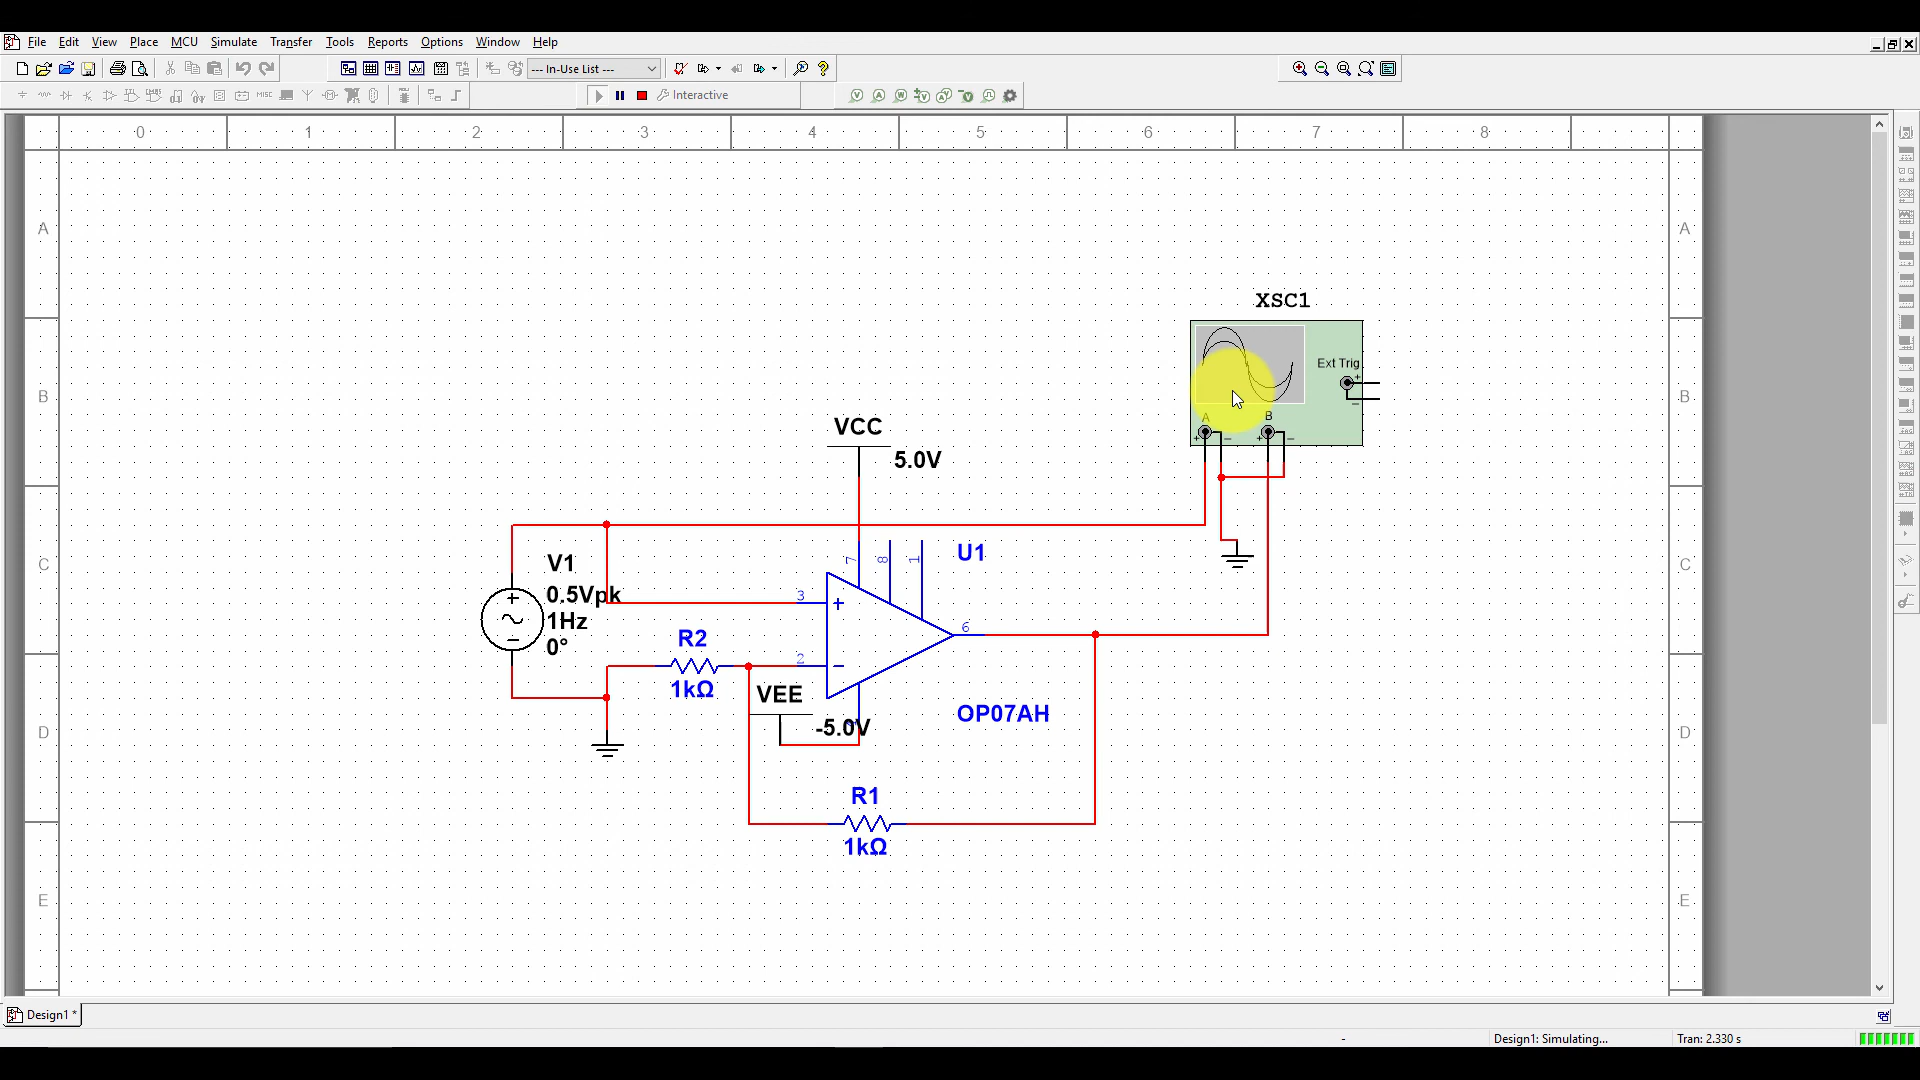 File Edit View Place MCU Simulate Transfer Tools Reports Options Window Help
--- In-Use List ---
Interactive
0 1 2 3 4 5 6 7 8
A A
XSC1
Ext Trig
B B
A B
VCC
5.0V
C C
V1
0.5Vpk
1Hz
0°
7 8 1
U1
3
6
R2
2
1kΩ
VEE
-5.0V
OP07AH
D D
R1
1kΩ
E E
Design1 *
- Design1: Simulating... Tran: 2.330 s